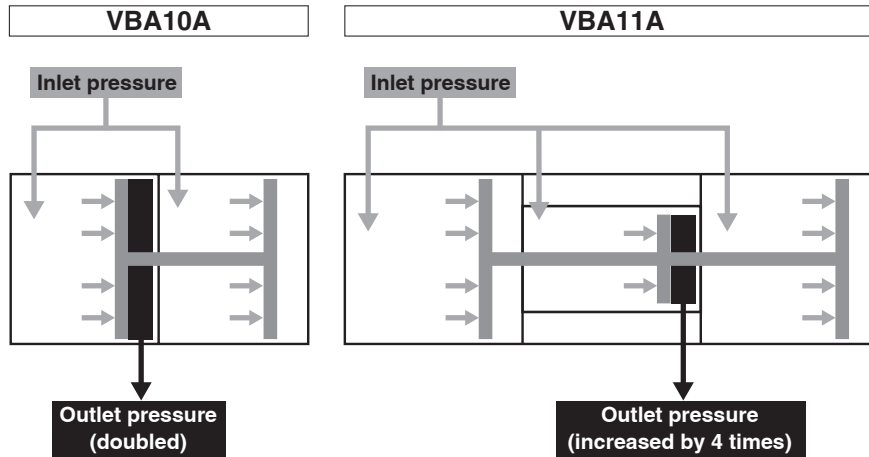 VBA10A
VBA11A
Inlet pressure
Inlet pressure
Outlet pressure
(doubled)
Outlet pressure
(increased by 4 times)